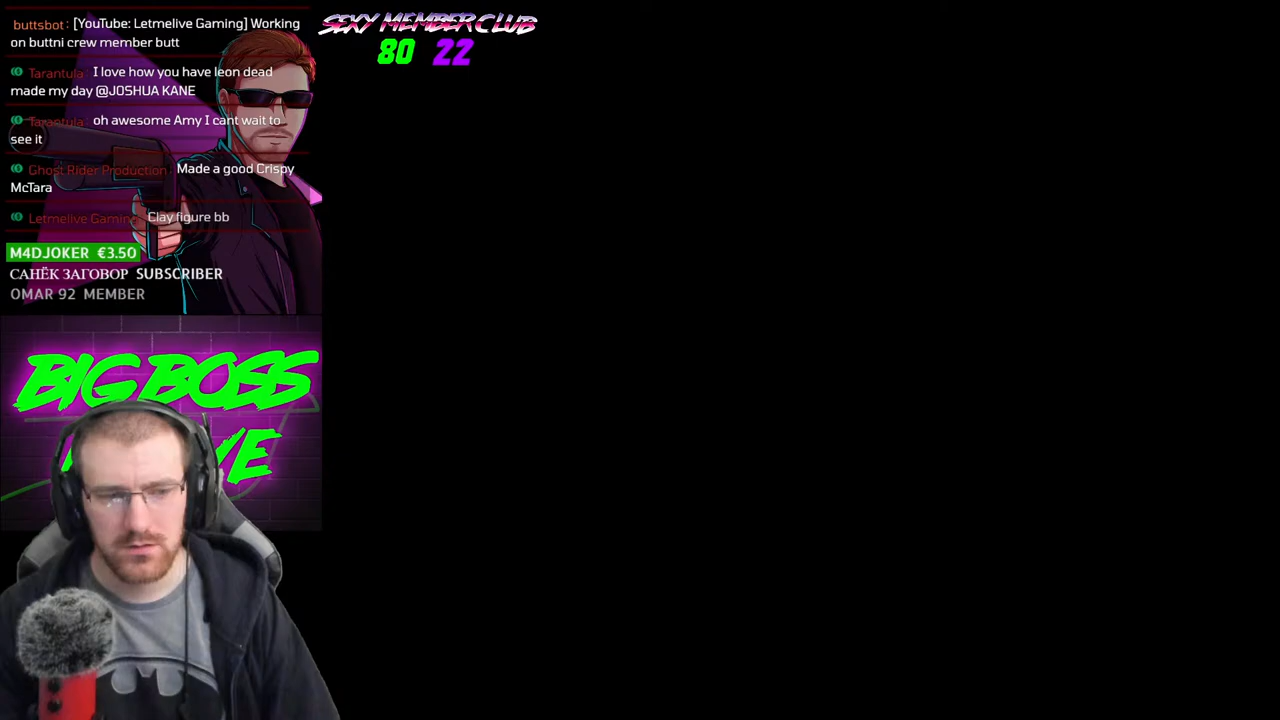 buttsbot: [YouTube: Letmelive Gaming] Working
on buttni crew member butt
Tarantula: I love how you have leon dead
made my day @JOSHUA KANE
Tarantula: oh awesome Amy I cant wait to
see it
Ghost Rider Production: Made a good Crispy
McTara
Letmelive Gaming: Clay figure bb
M4DJOKER €3.50
САНЁК ЗАГОВОР SUBSCRIBER
OMAR 92 MEMBER
SEXY MEMBER CLUB
80 22
BIG BOSS